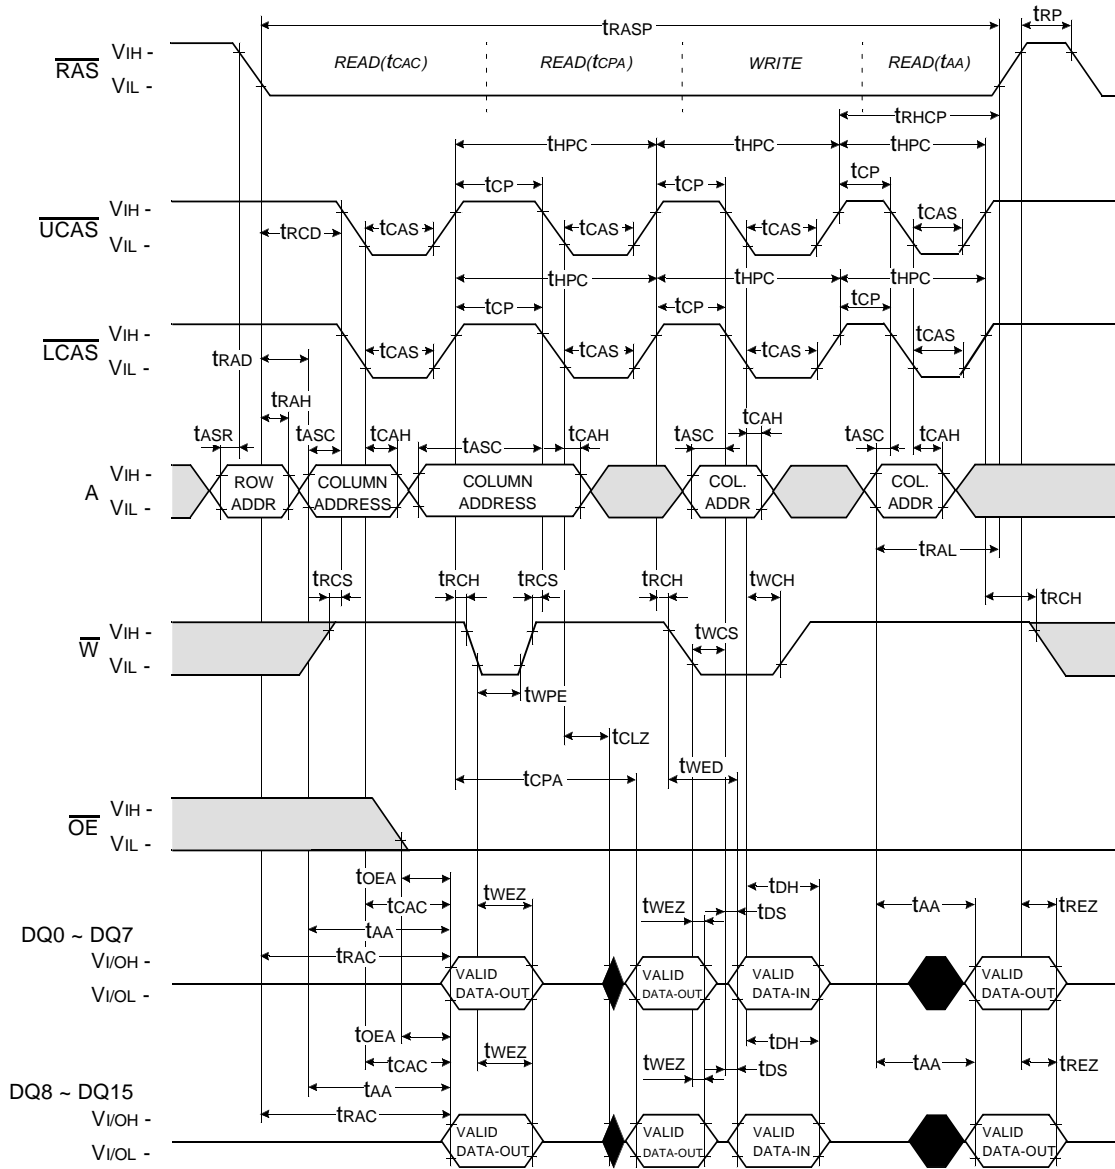 tRASP
tRP
RAS
VIH -
VIL -
READ(tCAC)
READ(tCPA)
WRITE
READ(tAA)
tRHCP
tHPC
tHPC
tHPC
tCP
tCP
tCP
UCAS
VIH -
VIL -
tRCD
tCAS
tCAS
tCAS
tCAS
tHPC
tHPC
tHPC
tCP
tCP
tCP
LCAS
VIH -
VIL -
tRAD
tCAS
tCAS
tCAS
tCAS
tRAH
tASR
tASC
tCAH
tASC
tCAH
tASC
tCAH
tASC
tCAH
A
VIH -
VIL -
ROW
ADDR
COLUMN
ADDRESS
COLUMN
ADDRESS
COL.
ADDR
COL.
ADDR
tRAL
tRCS
tRCH
tRCS
tRCH
tWCH
tRCH
W
VIH -
VIL -
tWCS
tWPE
tCLZ
tCPA
tWED
OE
VIH -
VIL -
tOEA
tCAC
tAA
tRAC
tWEZ
tWEZ
tDH
tDS
tAA
tREZ
DQ0 ~ DQ7
VI/OH -
VI/OL -
VALID
DATA-OUT
VALID
DATA-OUT
VALID
DATA-IN
VALID
DATA-OUT
tOEA
tCAC
tAA
tRAC
tWEZ
tWEZ
tDH
tDS
tAA
tREZ
DQ8 ~ DQ15
VI/OH -
VI/OL -
VALID
DATA-OUT
VALID
DATA-OUT
VALID
DATA-IN
VALID
DATA-OUT